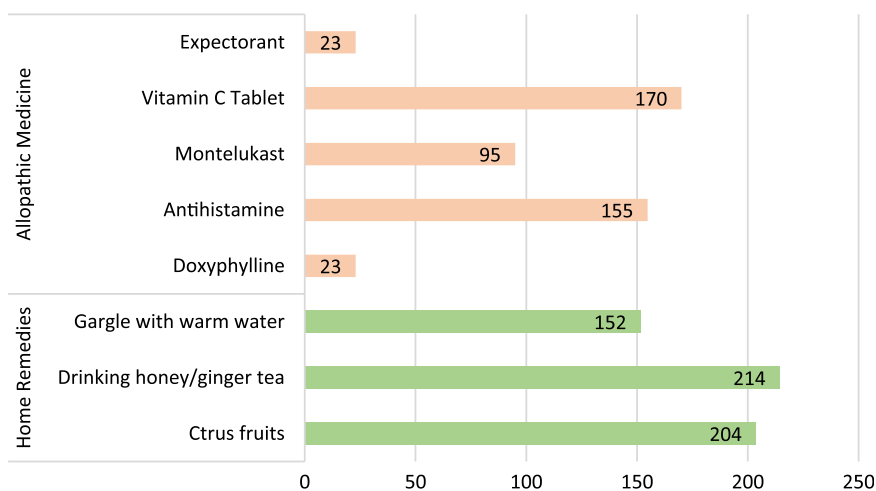 Allopathic Medicine
Expectorant 23
Vitamin C Tablet 170
Montelukast 95
Antihistamine 155
Doxyphylline 23
Home Remedies
Gargle with warm water 152
Drinking honey/ginger tea 214
Ctrus fruits 204
0 50 100 150 200 250